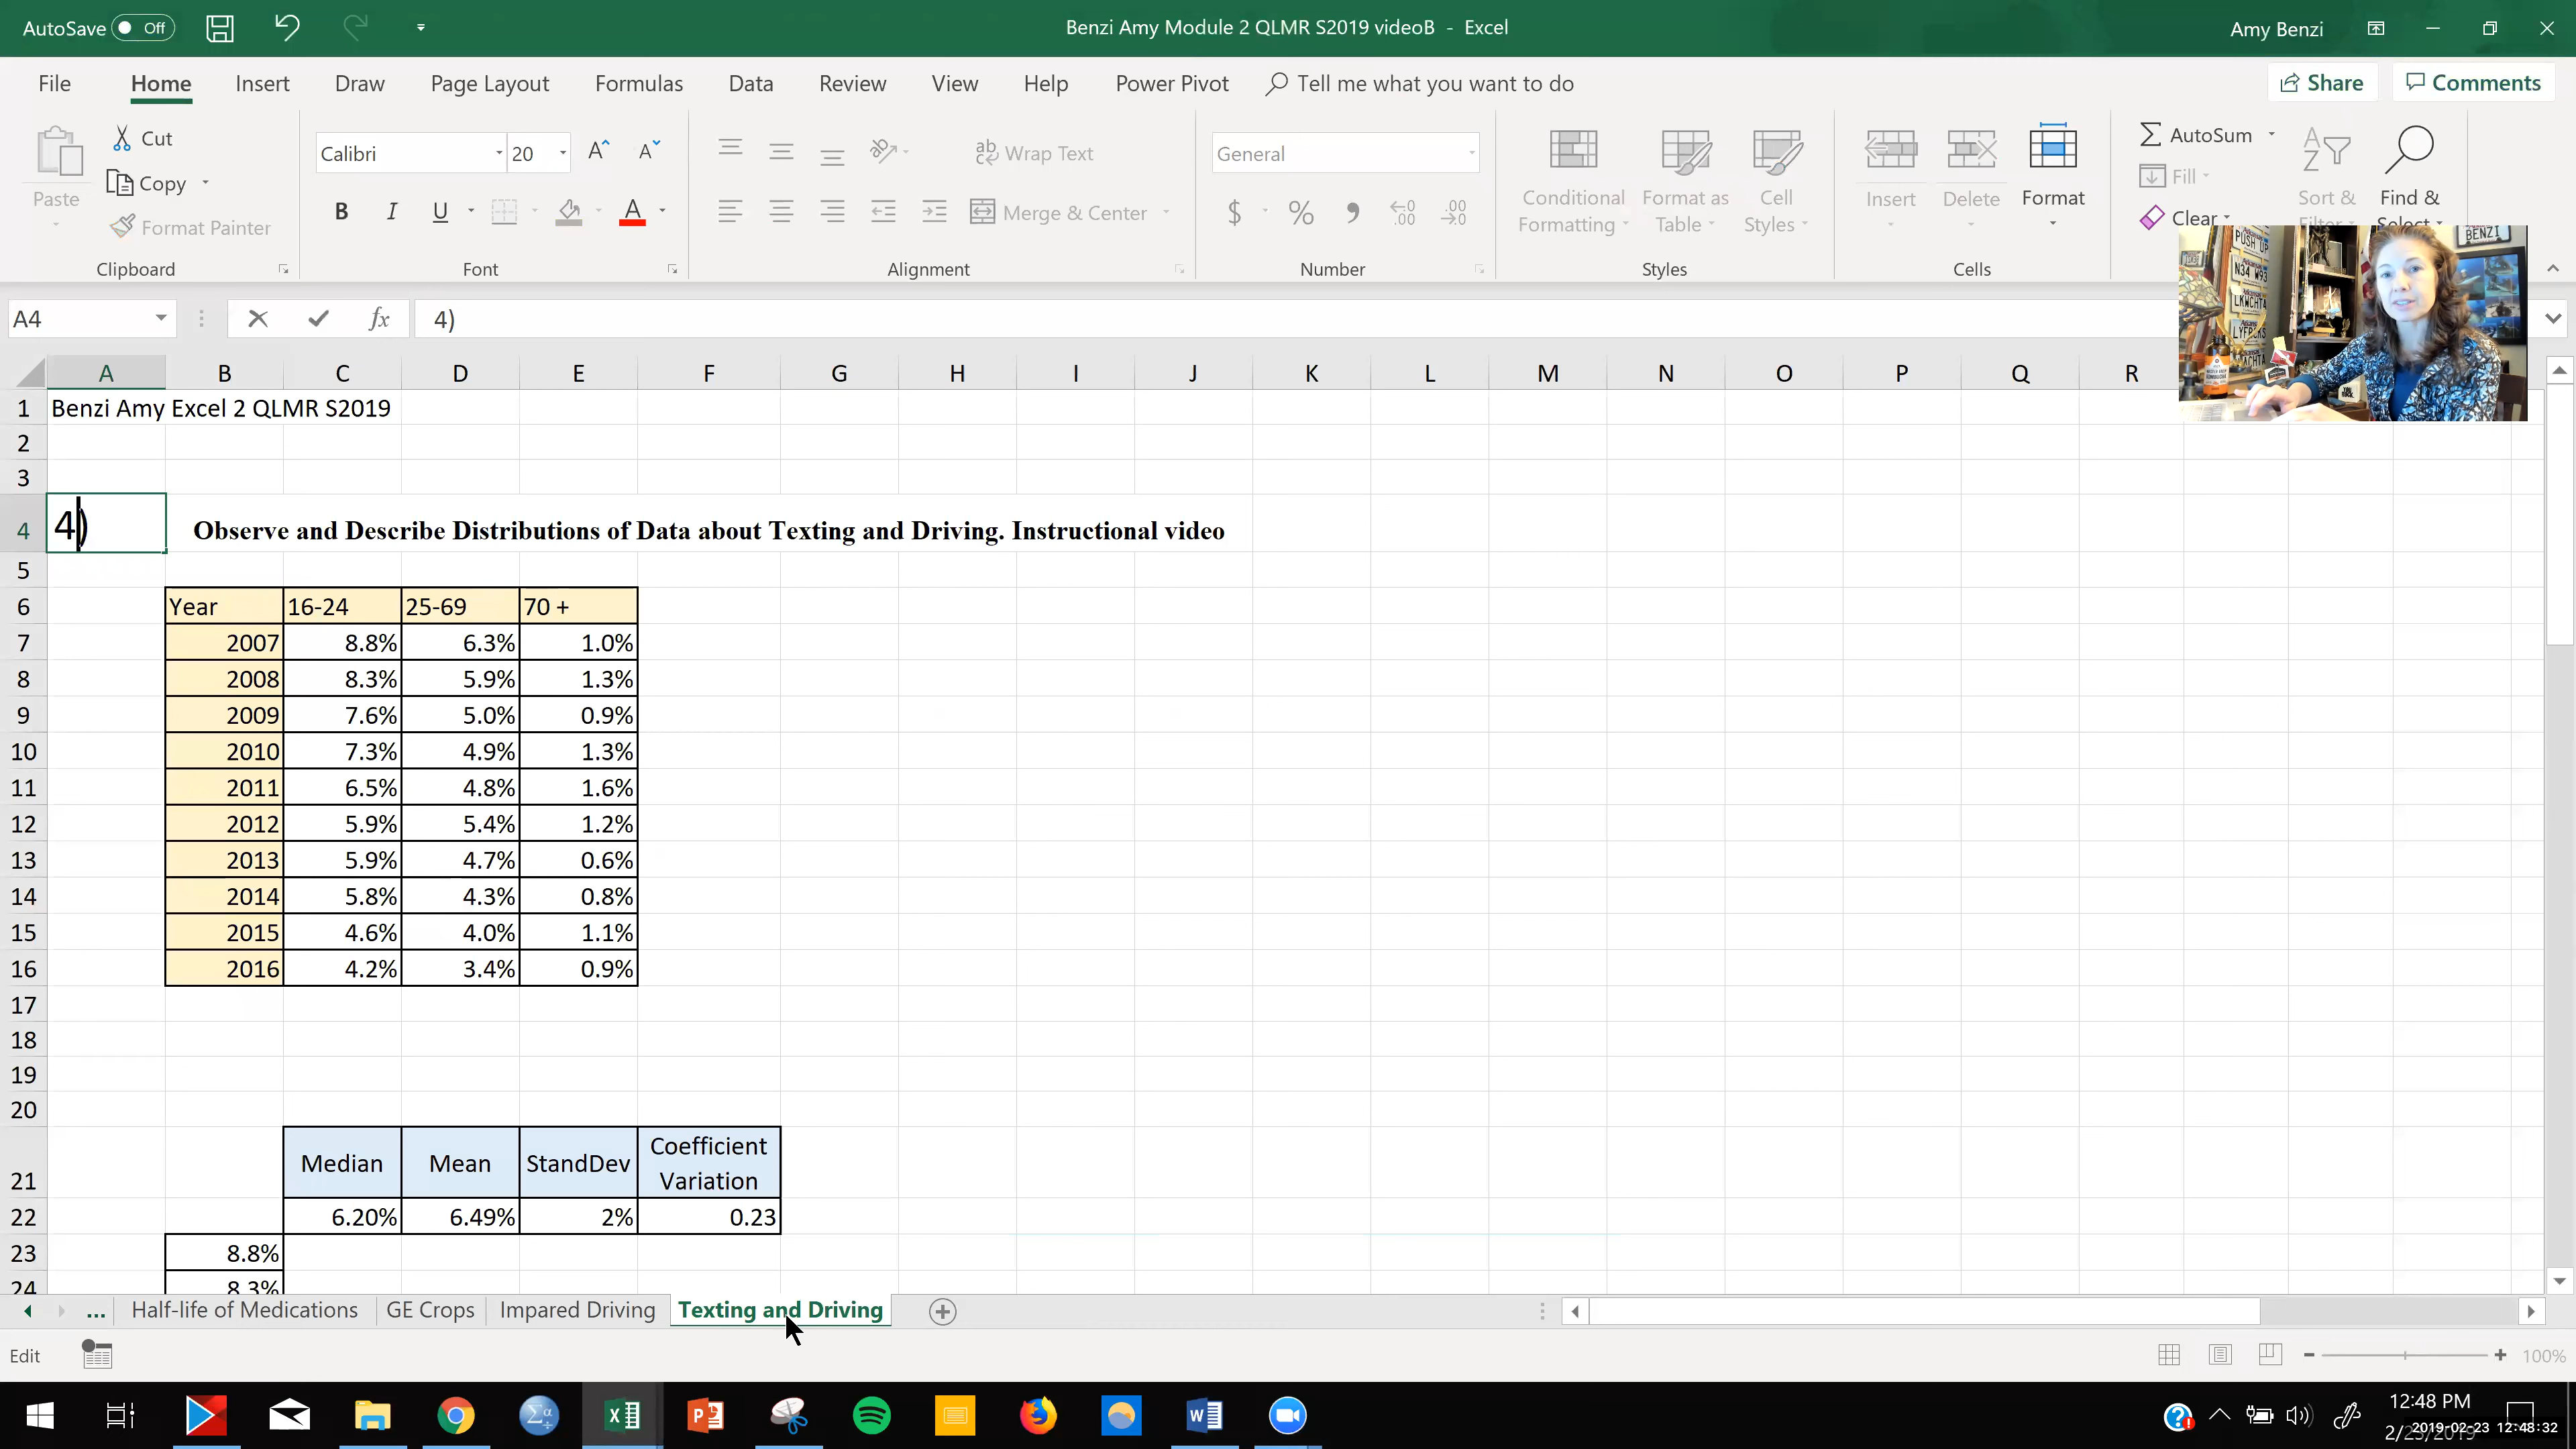 AutoSave Off
Benzi Amy Module 2 QLMR S2019 videoB - Excel
Amy Benzi
File Home Insert Draw Page Layout Formulas Data Review View Help Power Pivot Tell me what you want to do Share Comments
Paste
Cut
Copy
Format Painter
Clipboard
Calibri 20
B I U
Font
Wrap Text
Merge & Center
Alignment
General
$ %
Number
Conditional Formatting
Format as Table
Cell Styles
Styles
Insert
Delete
Format
Cells
AutoSum
Fill
Clear
Sort & Filter
Find & Select
PUSH UP
N34 W93
LKWCHTA
BENZI
A4 fx 4)
A B C D E F G H I J K L M N O P Q R
1 Benzi Amy Excel 2 QLMR S2019
2
3
4 4) Observe and Describe Distributions of Data about Texting and Driving. Instructional video
5
6 Year 16-24 25-69 70 +
7 2007 8.8% 6.3% 1.0%
8 2008 8.3% 5.9% 1.3%
9 2009 7.6% 5.0% 0.9%
10 2010 7.3% 4.9% 1.3%
11 2011 6.5% 4.8% 1.6%
12 2012 5.9% 5.4% 1.2%
13 2013 5.9% 4.7% 0.6%
14 2014 5.8% 4.3% 0.8%
15 2015 4.6% 4.0% 1.1%
16 2016 4.2% 3.4% 0.9%
17
18
19
20
21 Median Mean StandDev Coefficient Variation
22 6.20% 6.49% 2% 0.23
23 8.8%
24 8.3%
... Half-life of Medications GE Crops Impared Driving Texting and Driving
Edit
100%
12:48 PM
2019-02-23 12:48:32